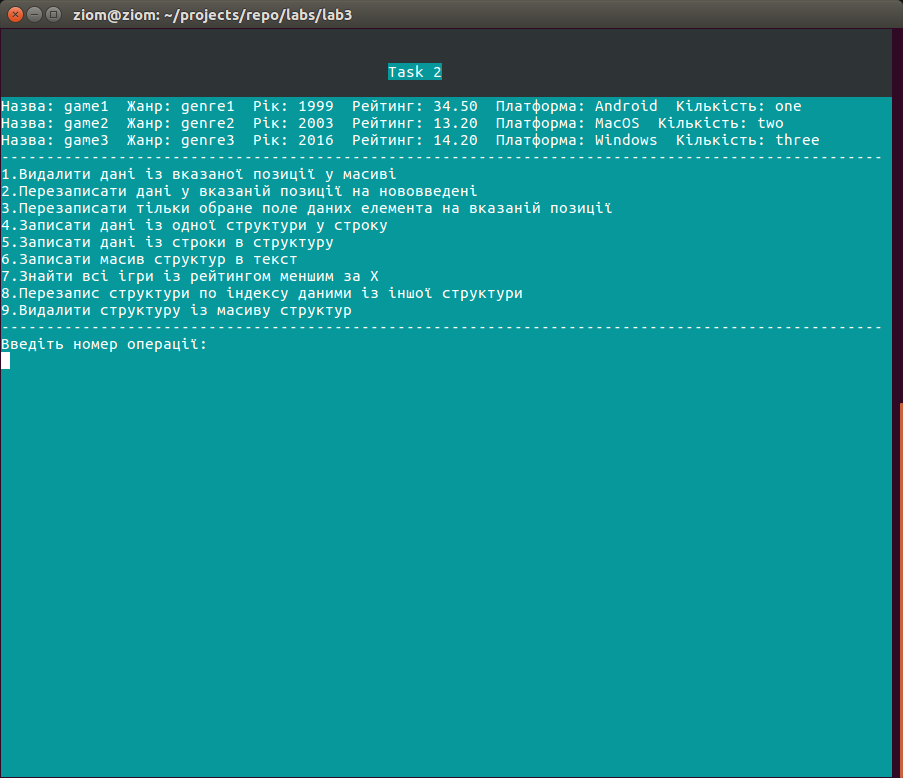 ziom@ziom: ~/projects/repo/labs/lab3
Task 2
Назва: game1  Жанр: genre1  Рік: 1999  Рейтинг: 34.50  Платформа: Android  Кількість: one
Назва: game2  Жанр: genre2  Рік: 2003  Рейтинг: 13.20  Платформа: MacOS  Кількість: two
Назва: game3  Жанр: genre3  Рік: 2016  Рейтинг: 14.20  Платформа: Windows  Кількість: three
--------------------------------------------------------------------------------------------------
1.Видалити дані із вказаної позиції у масиві
2.Перезаписати дані у вказаній позиції на нововведені
3.Перезаписати тільки обране поле даних елемента на вказаній позиції
4.Записати дані із одної структури у строку
5.Записати дані із строки в структуру
6.Записати масив структур в текст
7.Знайти всі ігри із рейтингом меншим за X
8.Перезапис структури по індексу даними із іншої структури
9.Видалити структуру із масиву структур
--------------------------------------------------------------------------------------------------
Введіть номер операції: